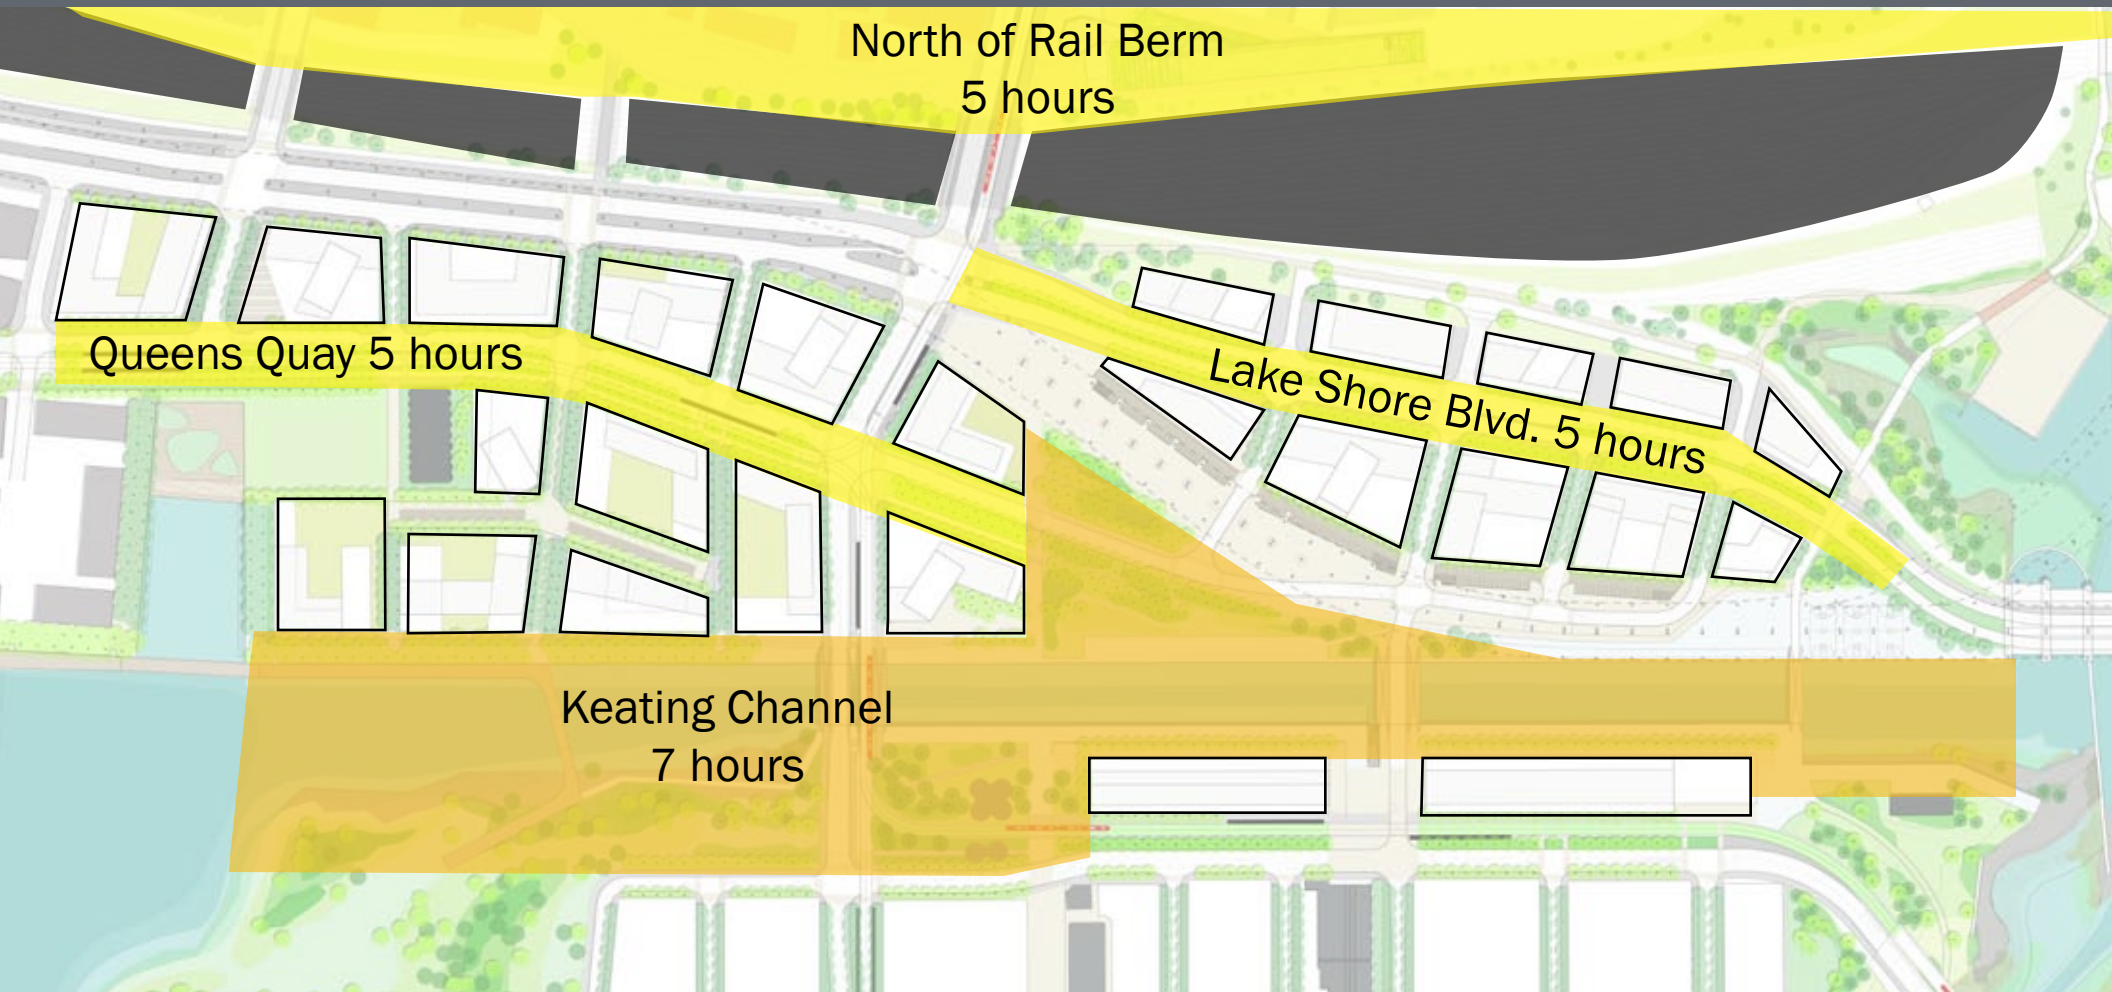 North of Rail Berm
5 hours
Queens Quay 5 hours
Lake Shore Blvd. 5 hours
Keating Channel
7 hours